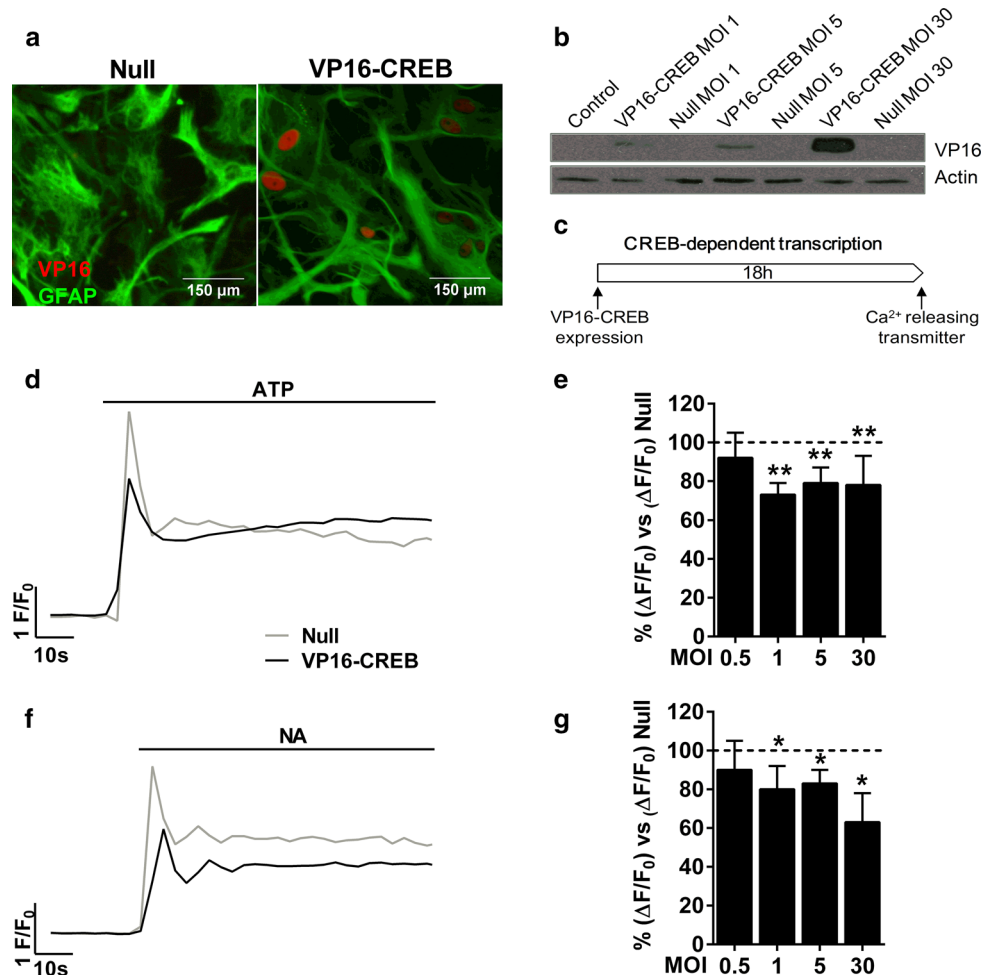 a
Null
VP16-CREB
VP16
GFAP
150 µm
150 µm
b
Control
VP16-CREB MOI 1
Null MOI 1
VP16-CREB MOI 5
Null MOI 5
VP16-CREB MOI 30
Null MOI 30
VP16
Actin
c
CREB-dependent transcription
18h
VP16-CREB
expression
Ca²⁺ releasing
transmitter
d
ATP
1 F/F₀
10s
Null
VP16-CREB
e
% (ΔF/F₀) vs (ΔF/F₀) Null
120
100
80
60
40
20
0
** ** **
MOI 0.5 1 5 30
f
NA
1 F/F₀
10s
g
% (ΔF/F₀) vs (ΔF/F₀) Null
120
100
80
60
40
20
0
* * *
MOI 0.5 1 5 30